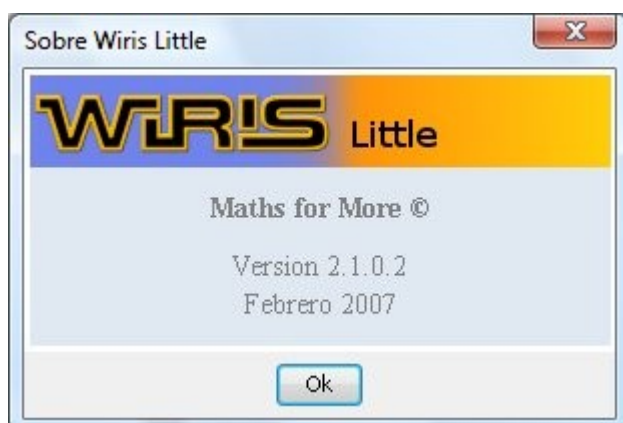 Sobre Wiris Little
WIRIS Little
Maths for More ©
Version 2.1.0.2
Febrero 2007
Ok